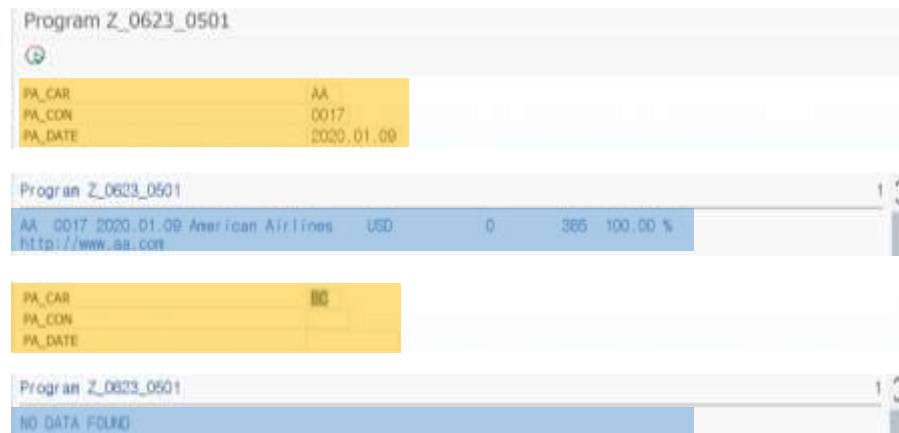 Program Z_0623_0501
PA_CAR AA
PA_CON 0017
PA_DATE 2020.01.09
Program Z_0623_0501 1
AA 0017 2020.01.09 American Airlines USD 0 385 100.00 %
http://www.aa.com
PA_CAR BC
PA_CON
PA_DATE
Program Z_0623_0501 1
NO DATA FOUND